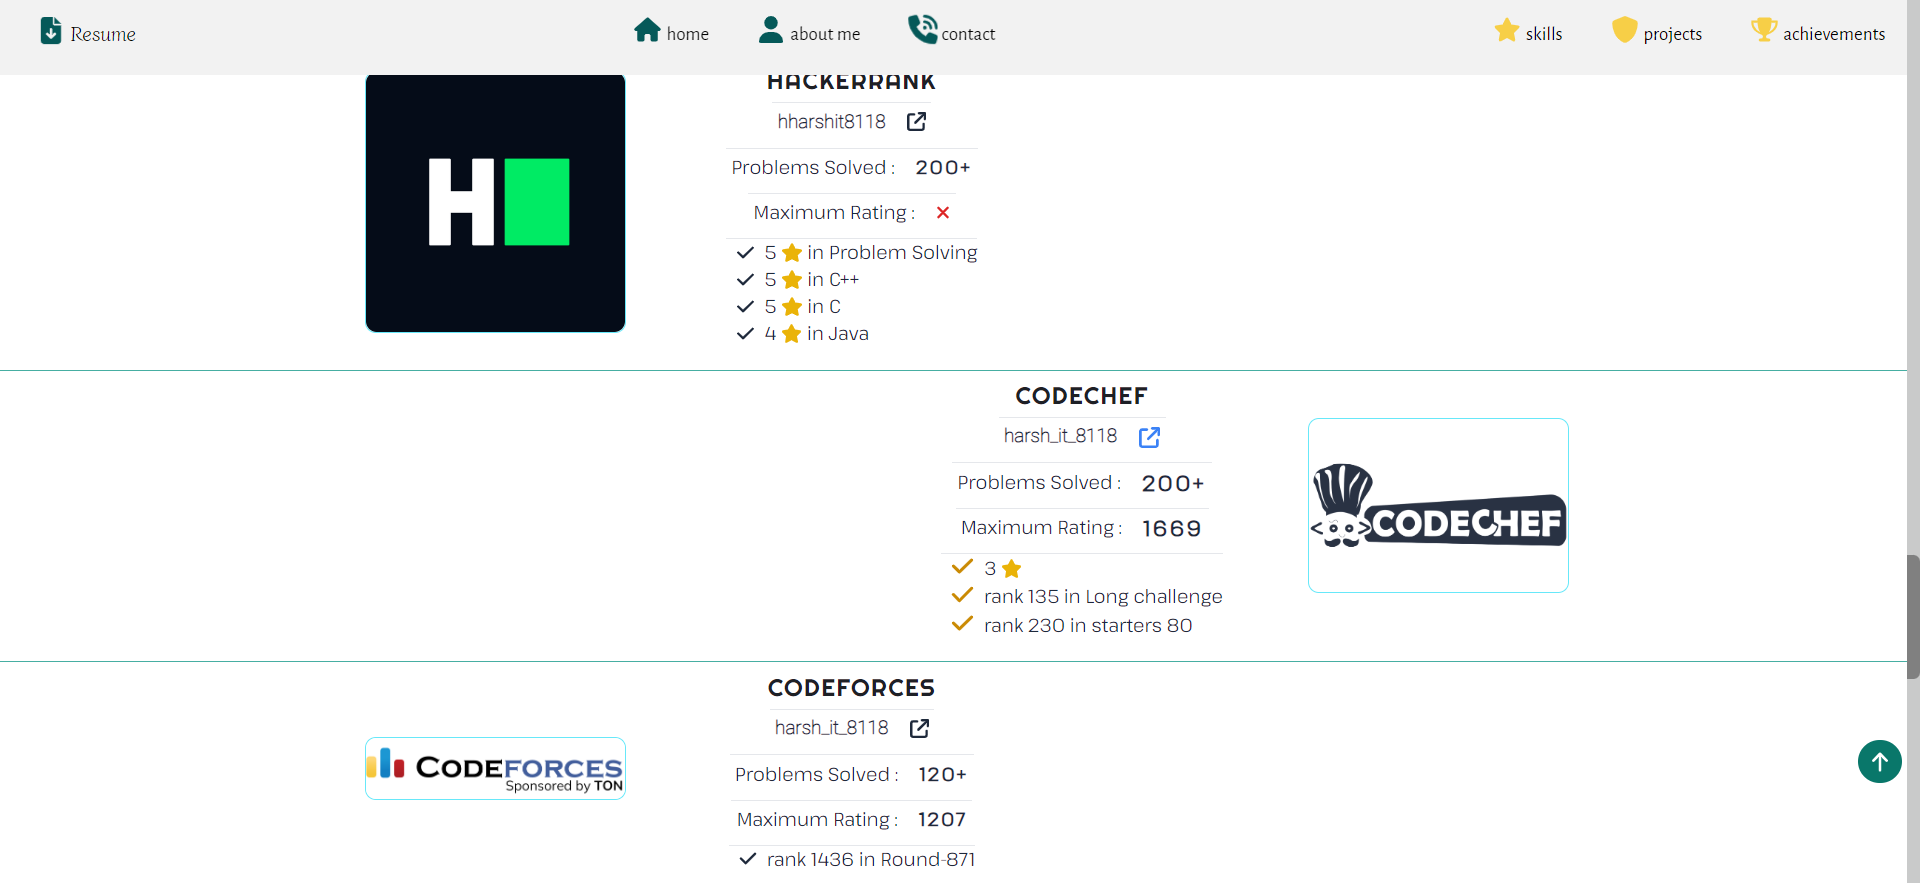 Resume home about me contact skills projects achievements
HACKERRANK
hharshit8118
Problems Solved : 200+
Maximum Rating :
5 in Problem Solving
5 in C++
5 in C
4 in Java
H
CODECHEF
harsh_it_8118
Problems Solved : 200+
Maximum Rating : 1669
3
rank 135 in Long challenge
rank 230 in starters 80
CODECHEF
CODEFORCES
harsh_it_8118
Problems Solved : 120+
Maximum Rating : 1207
rank 1436 in Round-871
CODEFORCES
Sponsored by TON